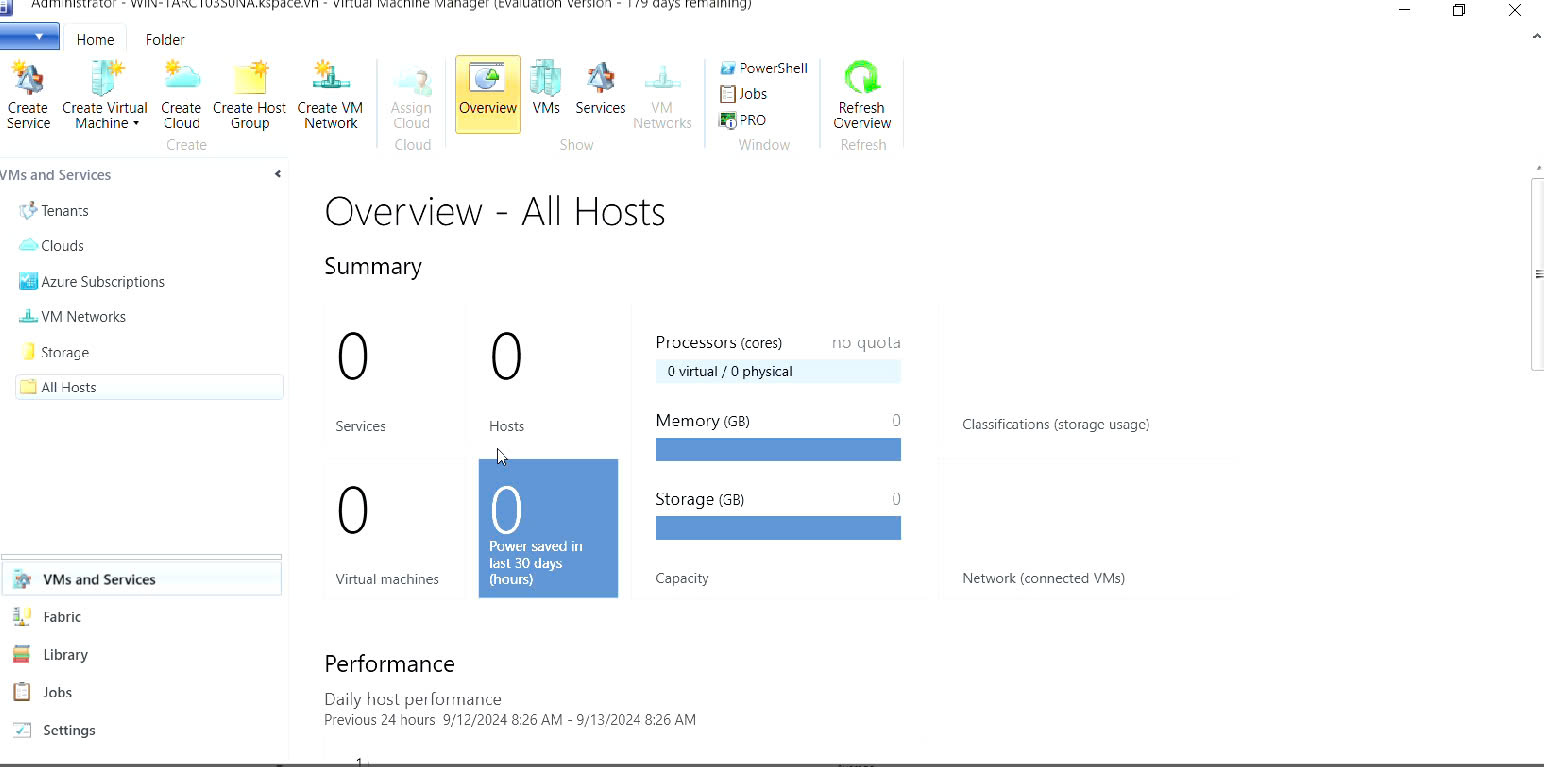 Administrator - WIN-1ARCT03S0NA.kspace.vn - Virtual Machine Manager (Evaluation Version - 179 days remaining)
Home Folder
Create Service
Create Virtual Machine
Create Cloud
Create Host Group
Create VM Network
Assign Cloud
Overview
VMs
Services
VM Networks
PowerShell
Jobs
PRO
Refresh Overview
Create Cloud Show Window Refresh
VMs and Services
Tenants
Clouds
Azure Subscriptions
VM Networks
Storage
All Hosts
VMs and Services
Fabric
Library
Jobs
Settings
Overview - All Hosts
Summary
0
Services
0
Hosts
0
Virtual machines
0
Power saved in
last 30 days
(hours)
Processors (cores) no quota
0 virtual / 0 physical
Memory (GB) 0
Storage (GB) 0
Capacity
Classifications (storage usage)
Network (connected VMs)
Performance
Daily host performance
Previous 24 hours 9/12/2024 8:26 AM - 9/13/2024 8:26 AM
1